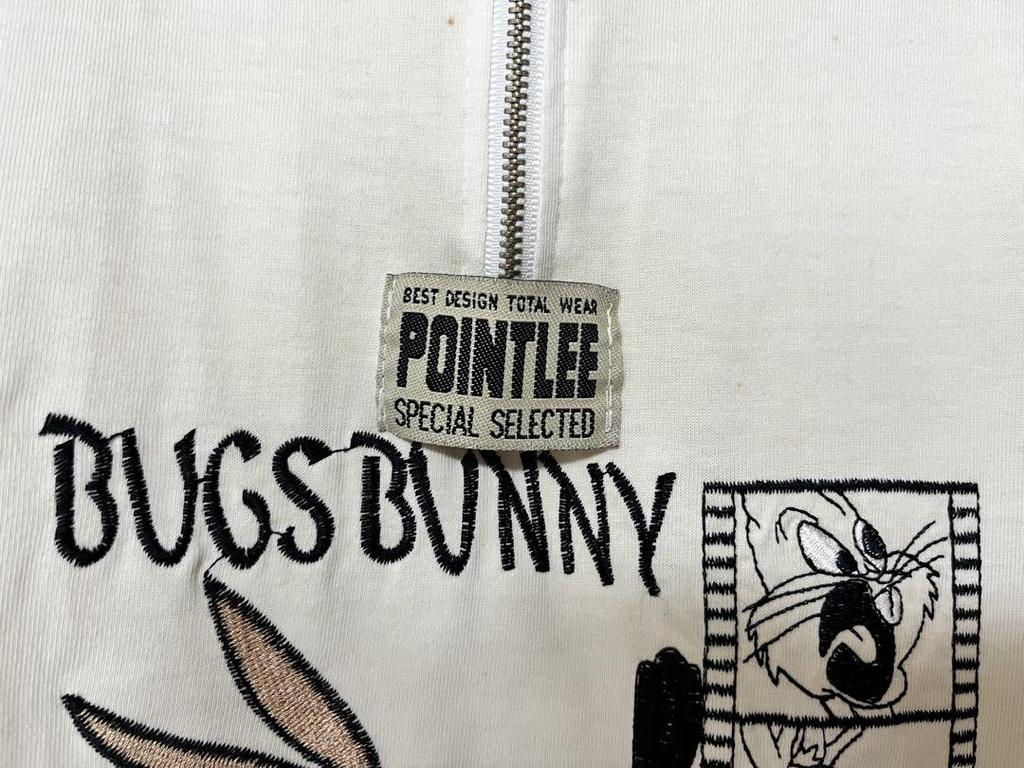 BEST DESIGN TOTAL WEAR
POINTLEE
SPECIAL SELECTED
BUGS BUNNY